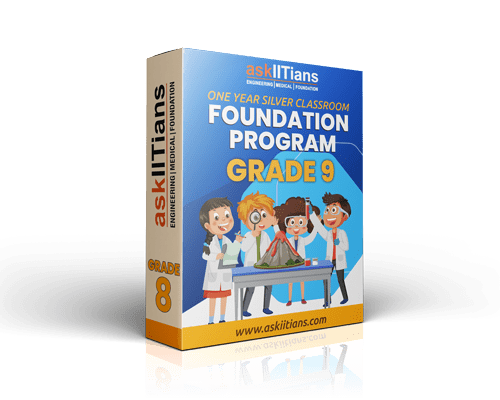 askIITians
ENGINEERING | MEDICAL | FOUNDATION
GRADE
8
askIITians
ENGINEERING | MEDICAL | FOUNDATION
ONE YEAR SILVER CLASSROOM
FOUNDATION
PROGRAM
GRADE 9
www.askiitians.com